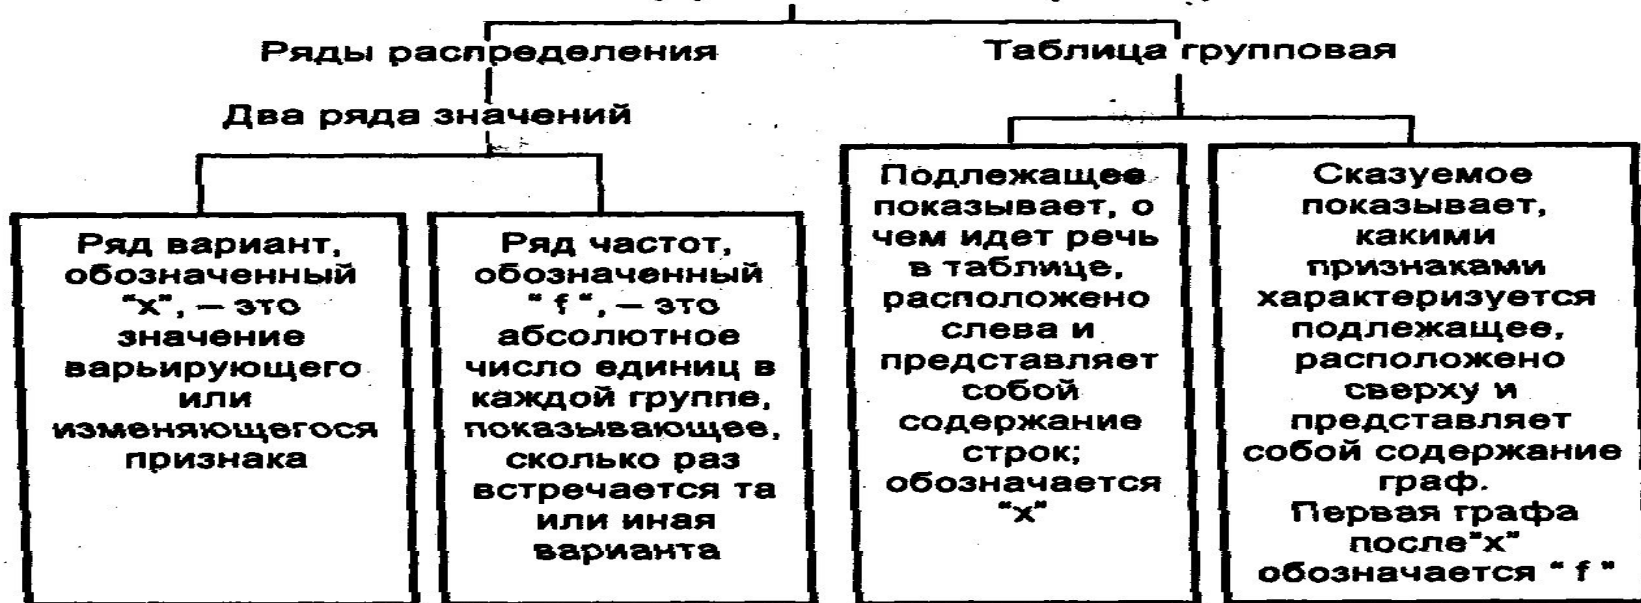 Ряды распределения
Таблица групповая
Два ряда значений
Ряд вариант,
обозначенный
"x", – это
значение
варьирующего
или
изменяющегося
признака
Ряд частот,
обозначенный
" f ", – это
абсолютное
число единиц в
каждой группе,
показывающее,
сколько раз
встречается та
или иная
варианта
Подлежащее
показывает, о
чем идет речь
в таблице,
расположено
слева и
представляет
собой
содержание
строк;
обозначается
"x"
Сказуемое
показывает,
какими
признаками
характеризуется
подлежащее,
расположено
сверху и
представляет
собой содержание
граф.
Первая графа
после"x"
обозначается " f "